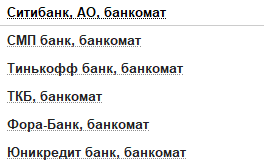 Ситибанк, АО, банкомат
СМП банк, банкомат
Тинькофф банк, банкомат
ТКБ, банкомат
Фора-Банк, банкомат
Юникредит банк, банкомат